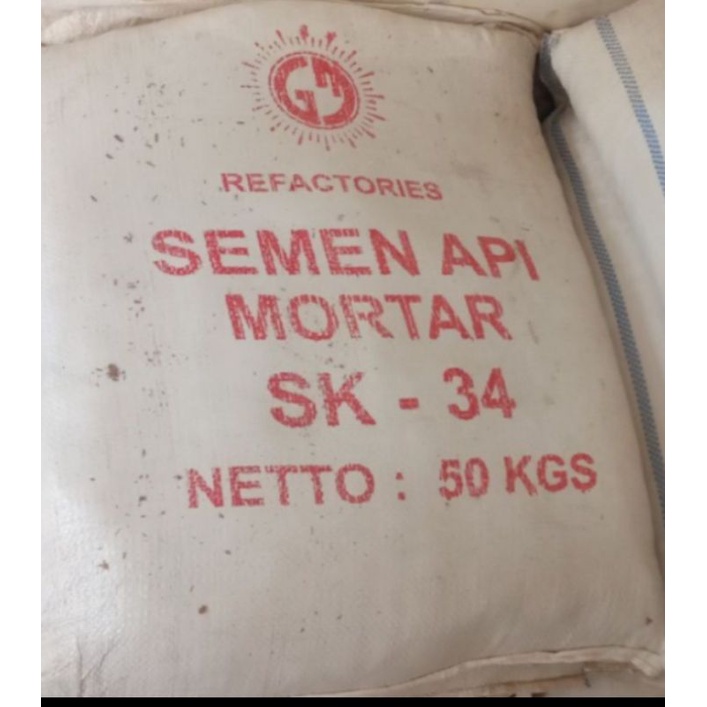 REFACTORIES
SEMEN API
MORTAR
SK - 34
NETTO : 50 KGS